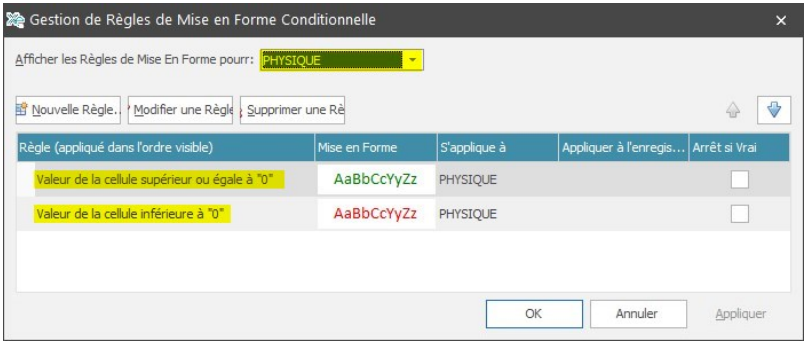 Gestion de Règles de Mise en Forme Conditionnelle
Afficher les Règles de Mise En Forme pourr: PHYSIQUE
Nouvelle Règle.. Modifier une Règle Supprimer une Rè
Règle (appliqué dans l'ordre visible) Mise en Forme S'applique à Appliquer à l'enregis... Arrêt si Vrai
Valeur de la cellule supérieur ou égale à "0" AaBbCcYyZz PHYSIQUE
Valeur de la cellule inférieure à "0" AaBbCcYyZz PHYSIQUE
OK Annuler Appliquer